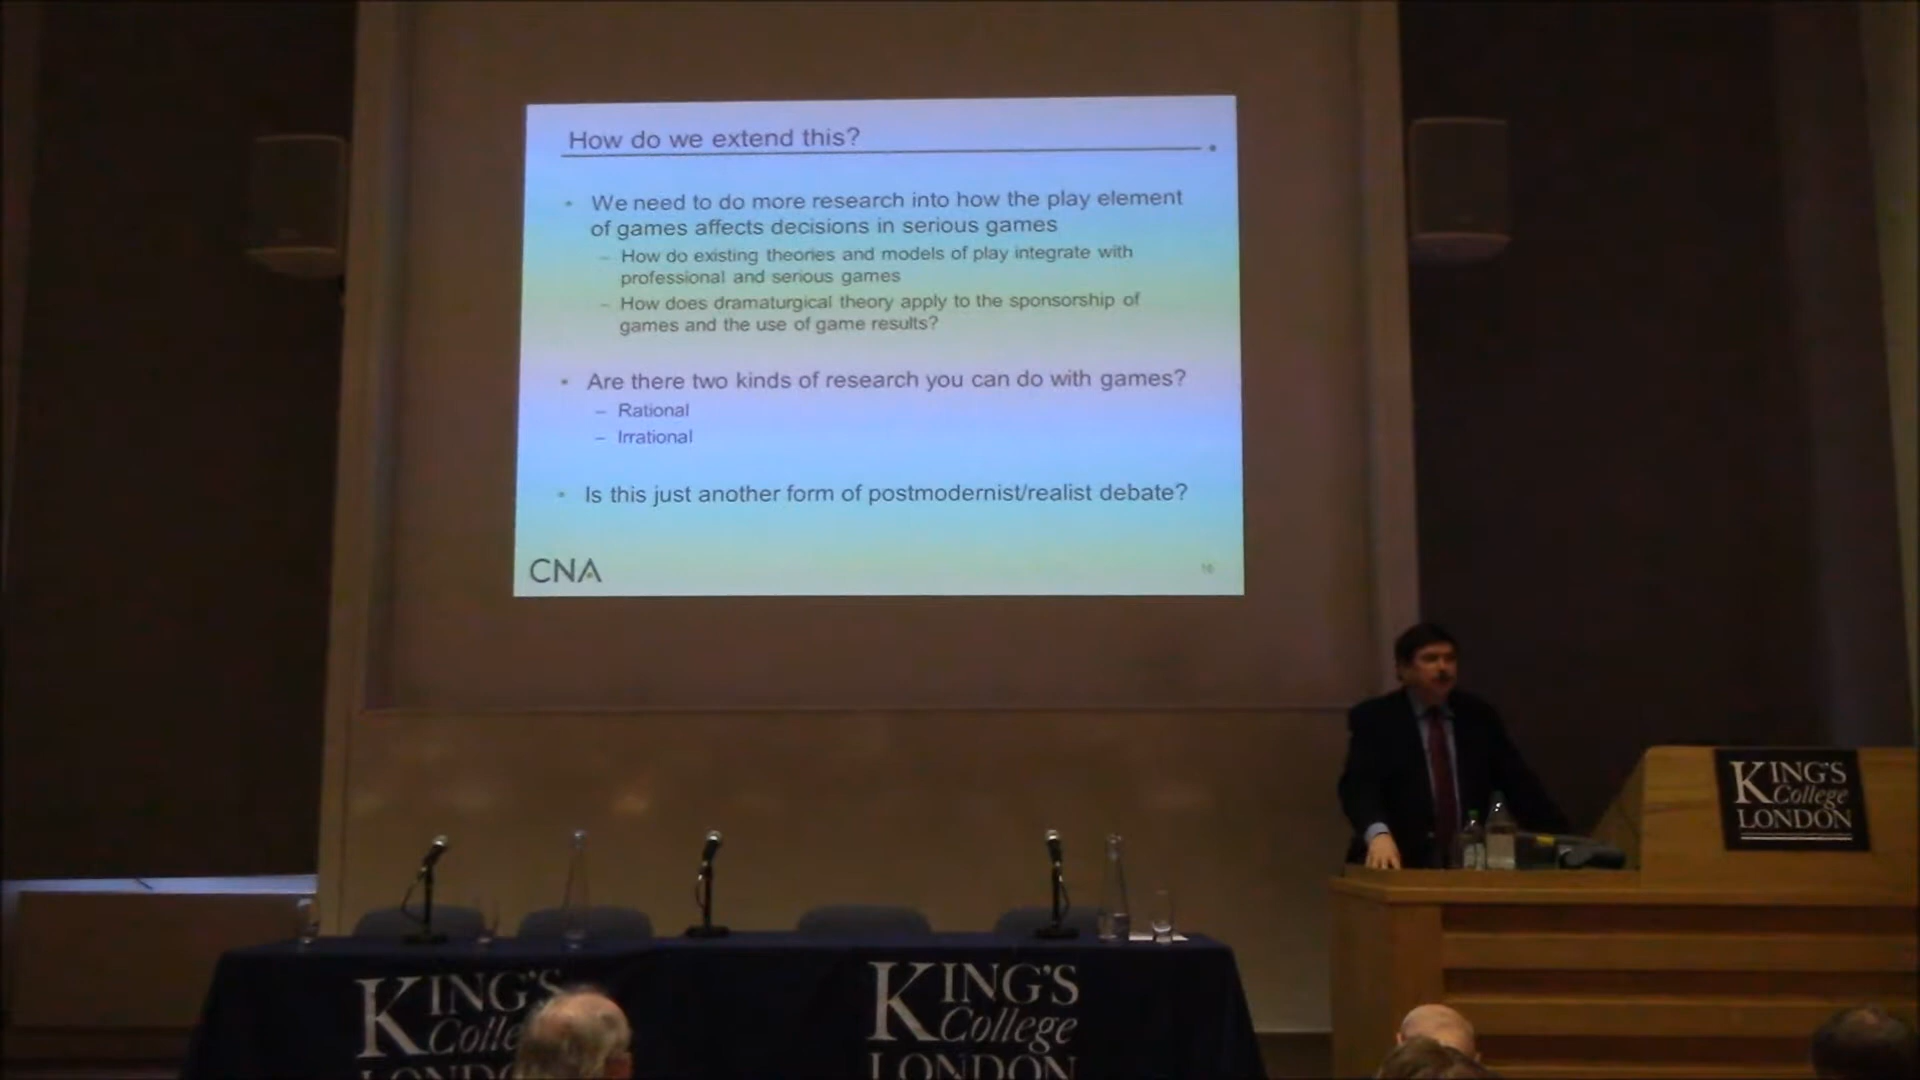 How do we extend this?
• We need to do more research into how the play element
of games affects decisions in serious games
– How do existing theories and models of play integrate with
professional and serious games
– How does dramaturgical theory apply to the sponsorship of
games and the use of game results?
• Are there two kinds of research you can do with games?
– Rational
– Irrational
• Is this just another form of postmodernist/realist debate?
CNA
16
KING'S
College
LONDON
KING'S
Colle
LONDO
KING'S
College
LONDON